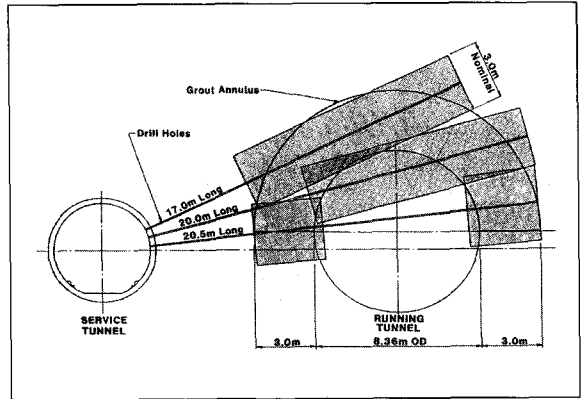 3.0m
Nominal
Grout Annulus
Drill Holes
17.0m Long
20.0m Long
20.5m Long
SERVICE
TUNNEL
RUNNING
TUNNEL
3.0m
8.36m OD
3.0m